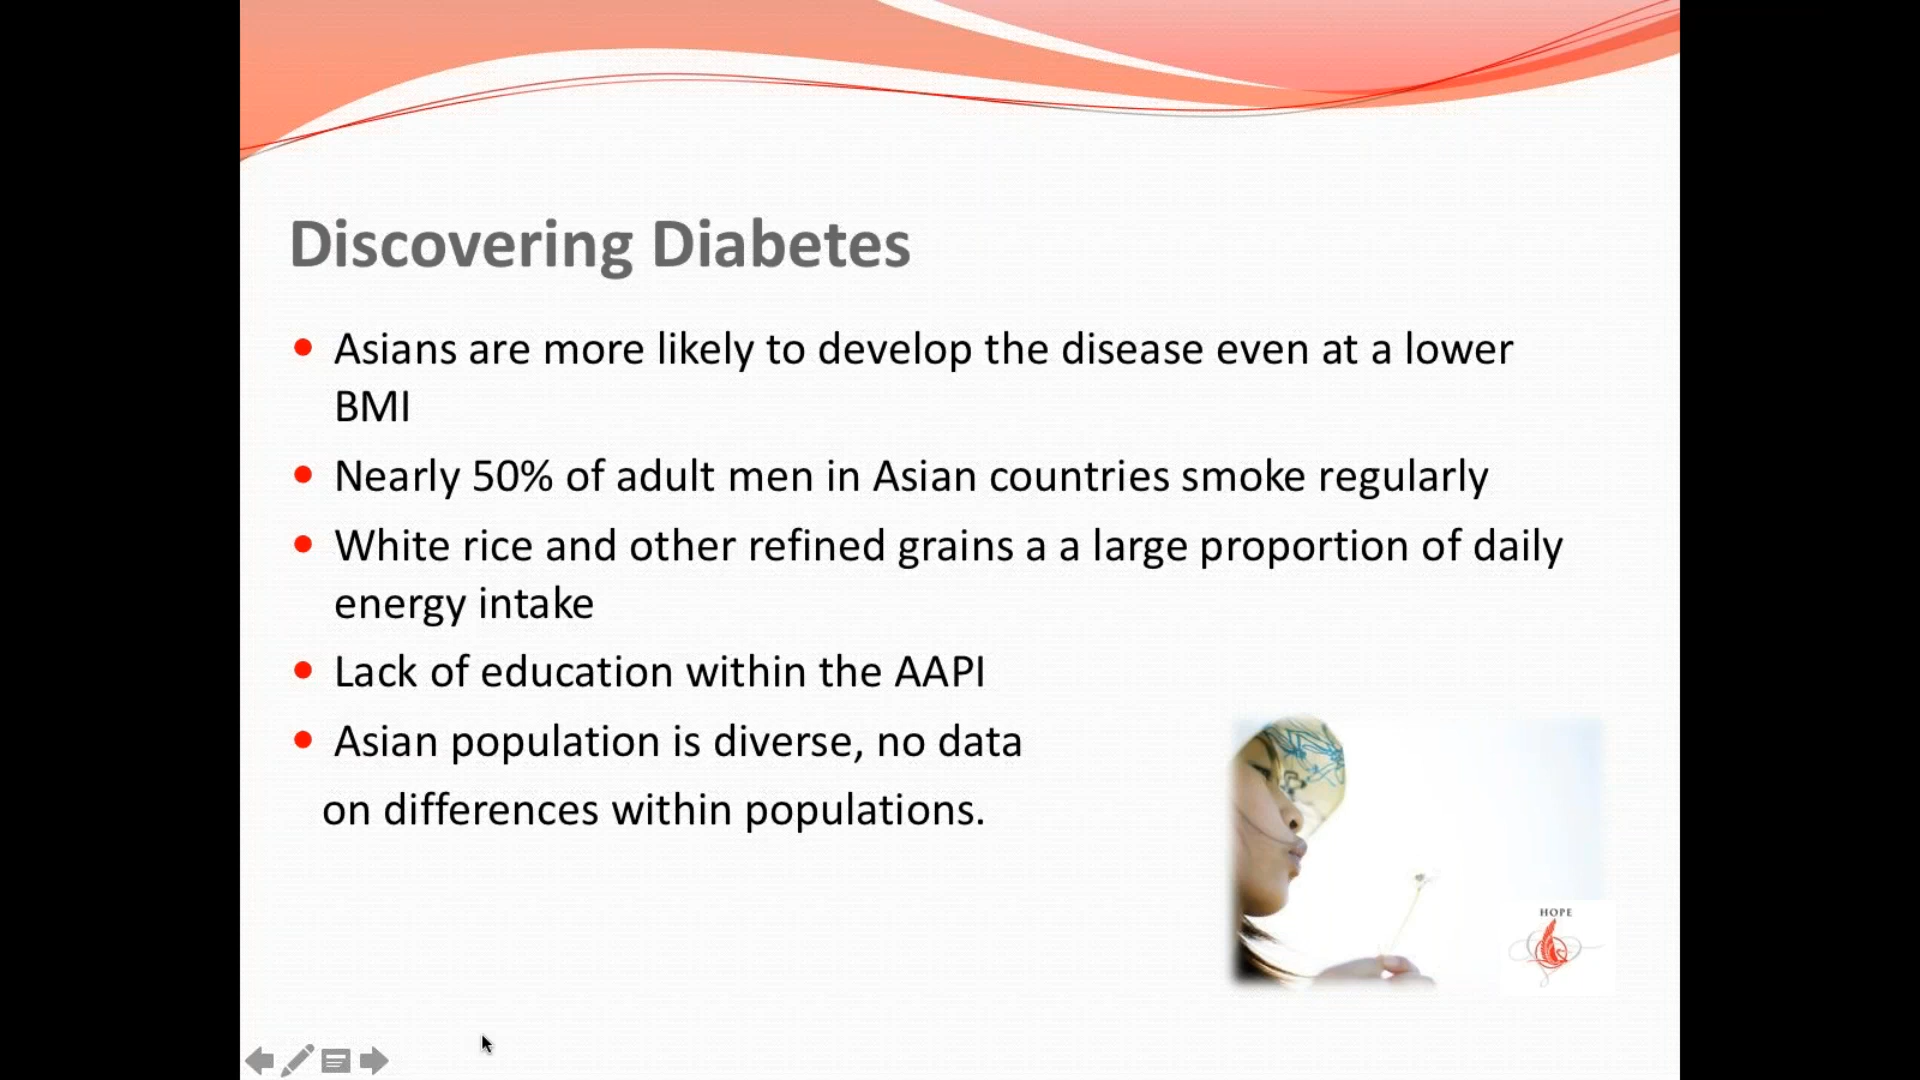 Discovering Diabetes
Asians are more likely to develop the disease even at a lower
BMI
Nearly 50% of adult men in Asian countries smoke regularly
White rice and other refined grains a a large proportion of daily
energy intake
Lack of education within the AAPI
Asian population is diverse, no data
on differences within populations.
HOPE